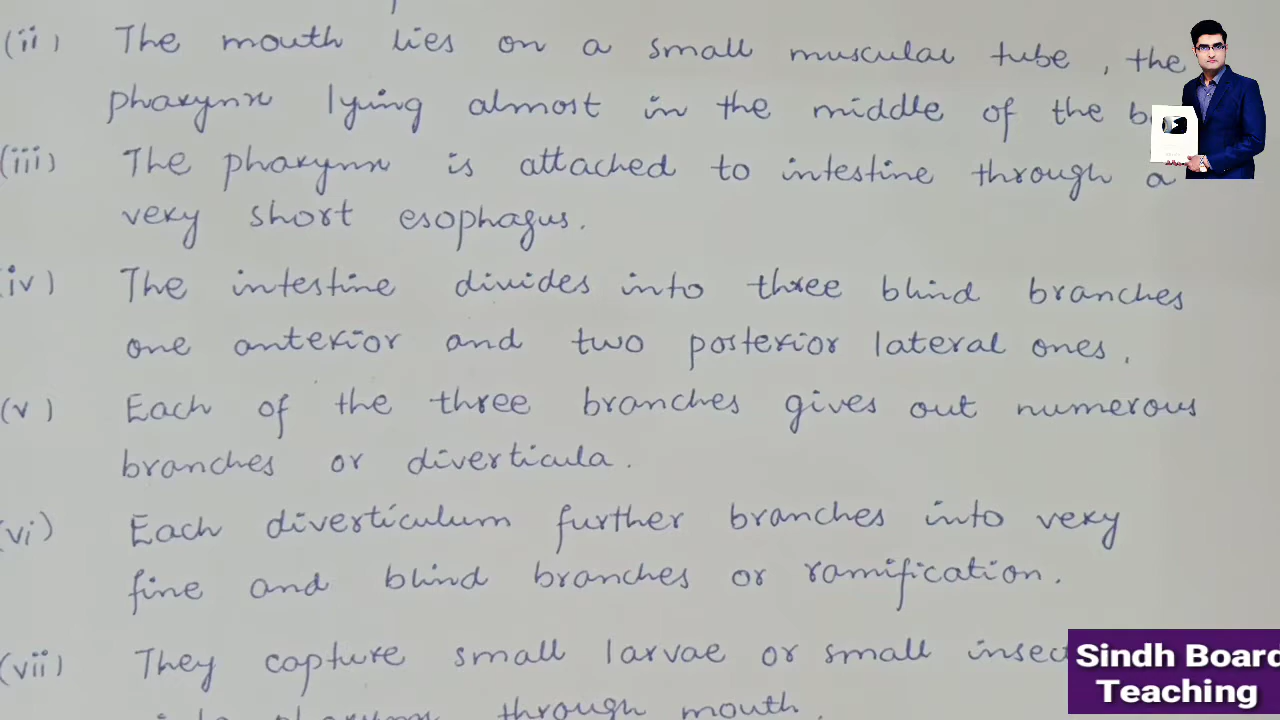 (ii) The mouth lies on a small muscular tube, the
pharynx lying almost in the middle of the
(iii) The pharynx is attached to intestine through a
very short esophagus.
(iv) The intestine divides into three blind branches
one anterior and two posterior lateral ones.
(v) Each of the three branches gives out numerous
branches or diverticula.
(vi) Each diverticulum further branches into very
fine and blind branches or ramification.
(vii) They capture small larvae or small
pharynx through mouth.
Sindh Board
Teaching